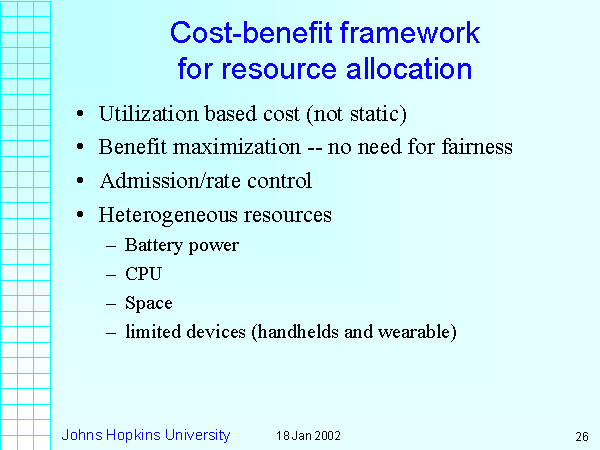 Cost-benefit framework
for resource allocation
• Utilization based cost (not static)
• Benefit maximization -- no need for fairness
• Admission/rate control
• Heterogeneous resources
– Battery power
– CPU
– Space
– limited devices (handhelds and wearable)
Johns Hopkins University 18 Jan 2002 26